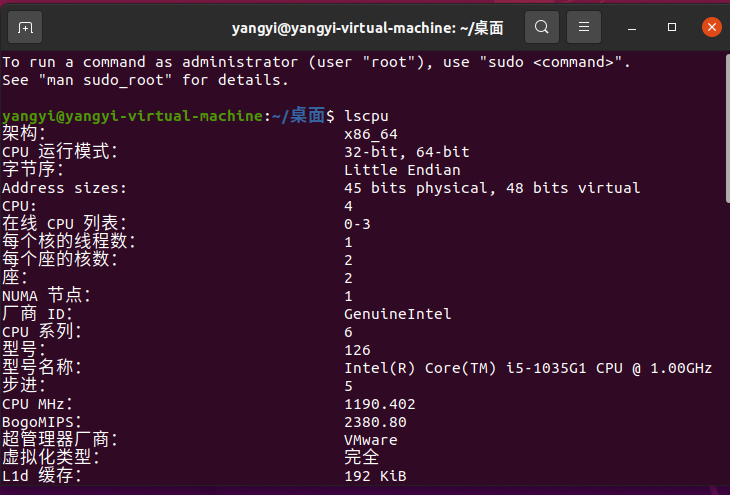 yangyi@yangyi-virtual-machine: ~/桌面
To run a command as administrator (user "root"), use "sudo <command>".
See "man sudo_root" for details.
yangyi@yangyi-virtual-machine:~/桌面$ lscpu
架构： x86_64
CPU 运行模式： 32-bit, 64-bit
字节序： Little Endian
Address sizes: 45 bits physical, 48 bits virtual
CPU: 4
在线 CPU 列表： 0-3
每个核的线程数： 1
每个座的核数： 2
座： 2
NUMA 节点： 1
厂商 ID： GenuineIntel
CPU 系列： 6
型号： 126
型号名称： Intel(R) Core(TM) i5-1035G1 CPU @ 1.00GHz
步进： 5
CPU MHz： 1190.402
BogoMIPS： 2380.80
超管理器厂商： VMware
虚拟化类型： 完全
L1d 缓存： 192 KiB